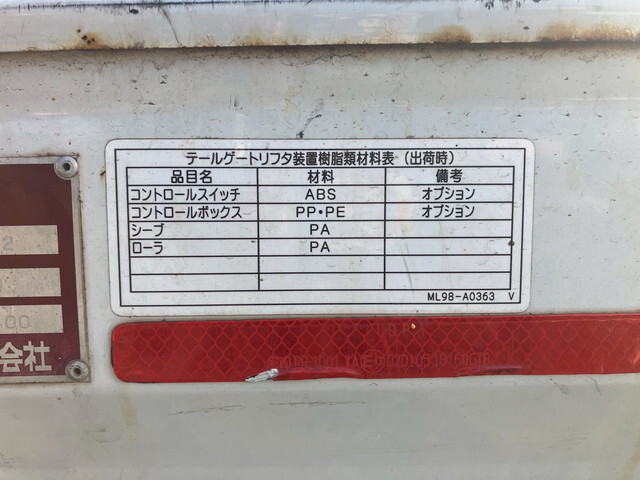 テールゲートリフタ装置樹脂類材料表（出荷時）
品目名 材料 備考
コントロールスイッチ ABS オプション
コントロールボックス PP・PE オプション
シーブ PA
ローラ PA
ML98-A0363 V
2
00
会社